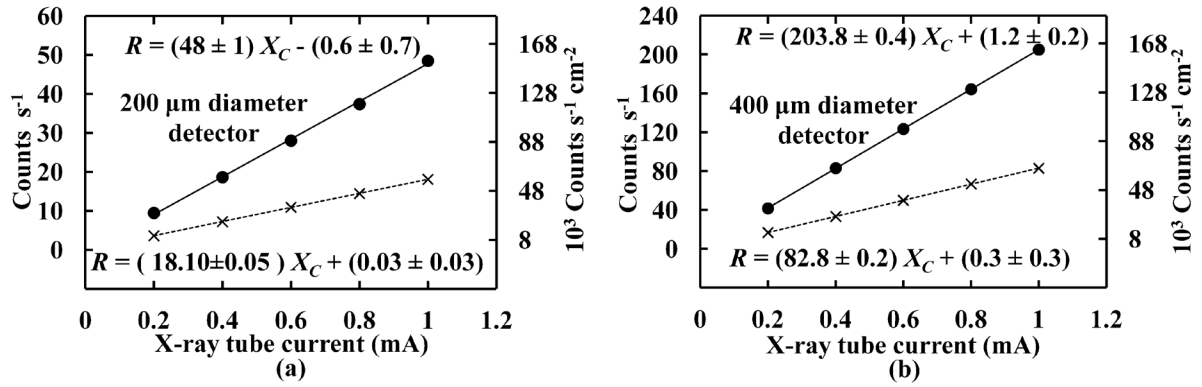 60
50
40
30
20
10
0
Counts s⁻¹
R = (48 ± 1) X_C - (0.6 ± 0.7)
200 µm diameter
detector
R = ( 18.10±0.05 ) X_C + (0.03 ± 0.03)
168
128
88
48
8
10³ Counts s⁻¹ cm⁻²
0 0.2 0.4 0.6 0.8 1 1.2
X-ray tube current (mA)
(a)
240
200
160
120
80
40
0
Counts s⁻¹
R = (203.8 ± 0.4) X_C + (1.2 ± 0.2)
400 µm diameter
detector
R = (82.8 ± 0.2) X_C + (0.3 ± 0.3)
168
128
88
48
8
10³ Counts s⁻¹ cm⁻²
0 0.2 0.4 0.6 0.8 1 1.2
X-ray tube current (mA)
(b)